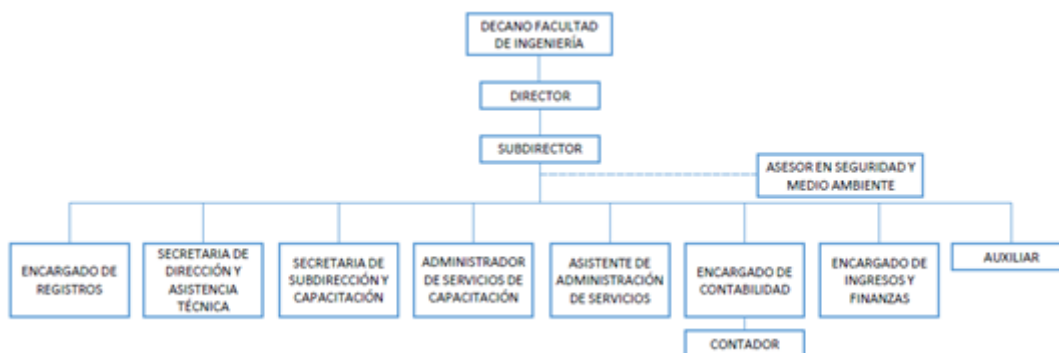 DECANO FACULTAD
DE INGENIERÍA
DIRECTOR
SUBDIRECTOR
ASESOR EN SEGURIDAD Y
MEDIO AMBIENTE
ENCARGADO DE
REGISTROS
SECRETARIA DE
DIRECCIÓN Y
ASISTENCIA
TÉCNICA
SECRETARIA DE
SUBDIRECCIÓN Y
CAPACITACIÓN
ADMINISTRADOR
DE SERVICIOS DE
CAPACITACIÓN
ASISTENTE DE
ADMINISTRACIÓN
DE SERVICIOS
ENCARGADO DE
CONTABILIDAD
ENCARGADO DE
INGRESOS Y
FINANZAS
AUXILIAR
CONTADOR